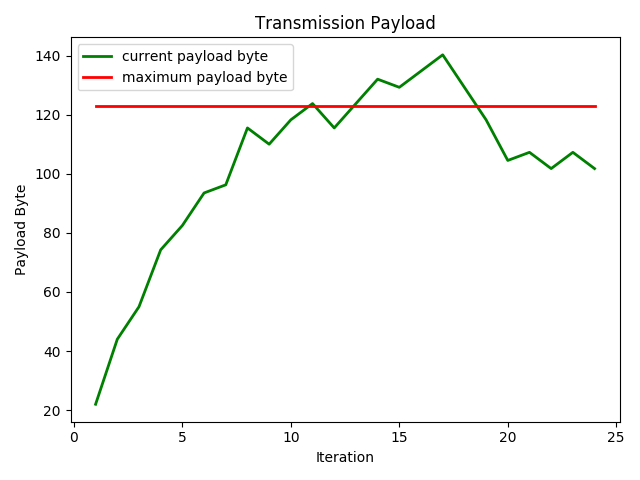 Transmission Payload
current payload byte
maximum payload byte
140
120
100
80
60
40
20
Payload Byte
0 5 10 15 20 25
Iteration